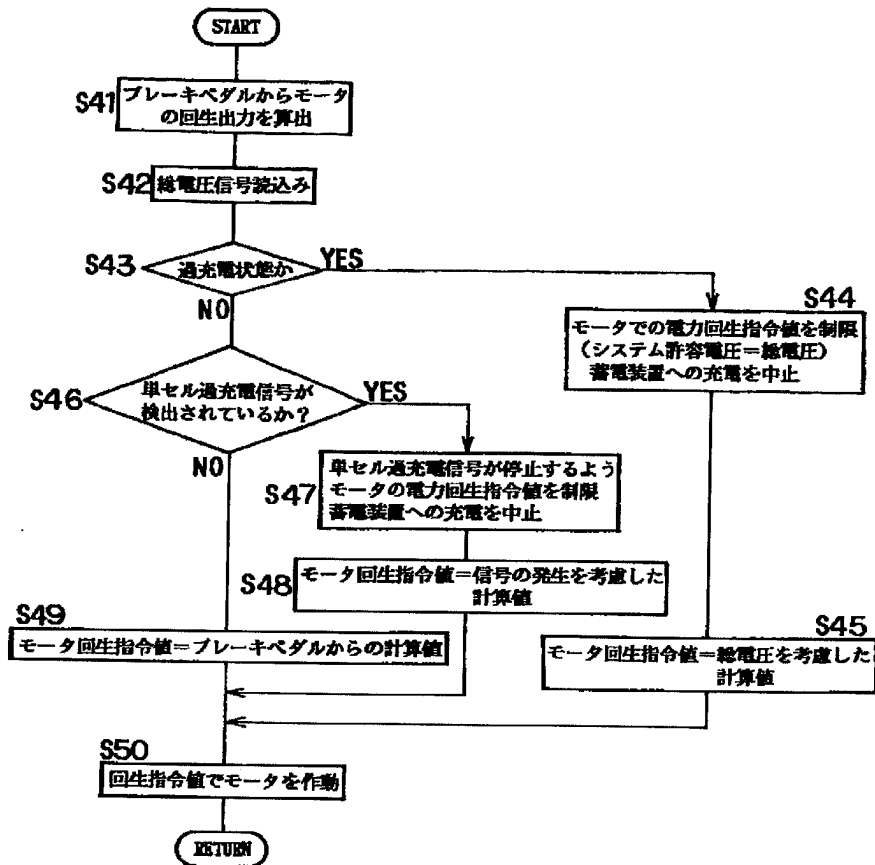 START
S41
ブレーキペダルからモータ
の回生出力を算出
S42
総電圧信号読込み
S43
過充電状態か
YES
NO
S44
モータでの電力回生指令値を制限
(システム許容電圧=総電圧)
蓄電装置への充電を中止
S46
単セル過充電信号が
検出されているか?
YES
NO
S47
単セル過充電信号が停止するよう
モータの電力回生指令値を制限
蓄電装置への充電を中止
S48
モータ回生指令値=信号の発生を考慮した
計算値
S49
モータ回生指令値=ブレーキペダルからの計算値
S45
モータ回生指令値=総電圧を考慮した
計算値
S50
回生指令値でモータを作動
RETURN